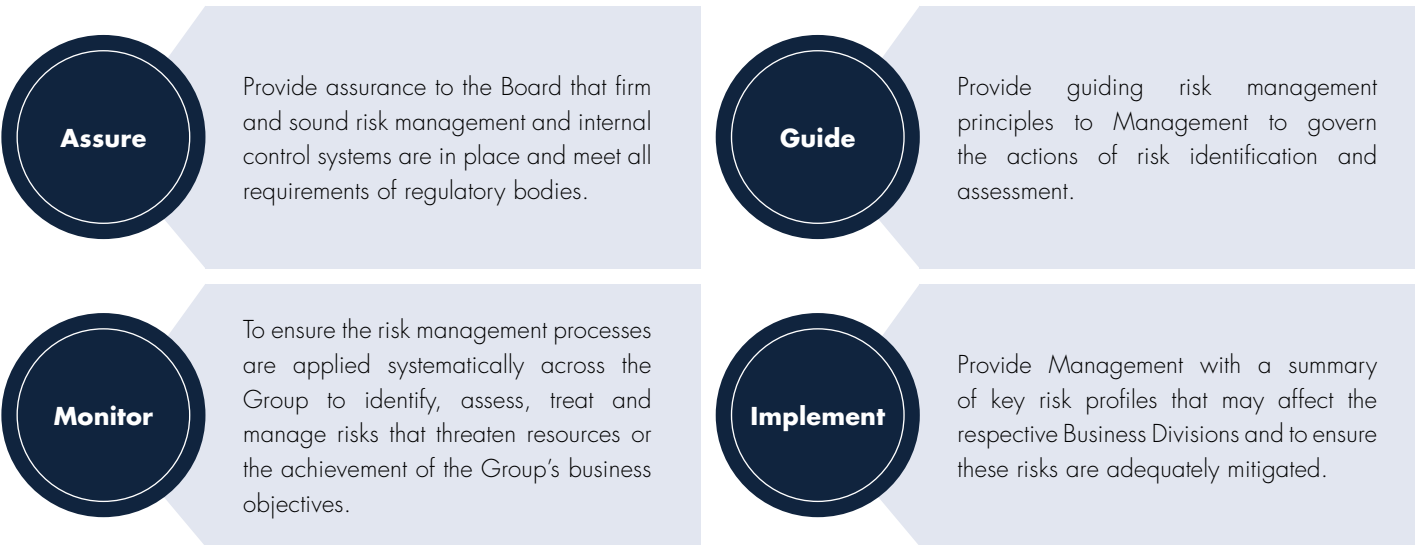 Assure
Provide assurance to the Board that firm
and sound risk management and internal
control systems are in place and meet all
requirements of regulatory bodies.
Guide
Provide guiding risk management
principles to Management to govern
the actions of risk identification and
assessment.
Monitor
To ensure the risk management processes
are applied systematically across the
Group to identify, assess, treat and
manage risks that threaten resources or
the achievement of the Group’s business
objectives.
Implement
Provide Management with a summary
of key risk profiles that may affect the
respective Business Divisions and to ensure
these risks are adequately mitigated.